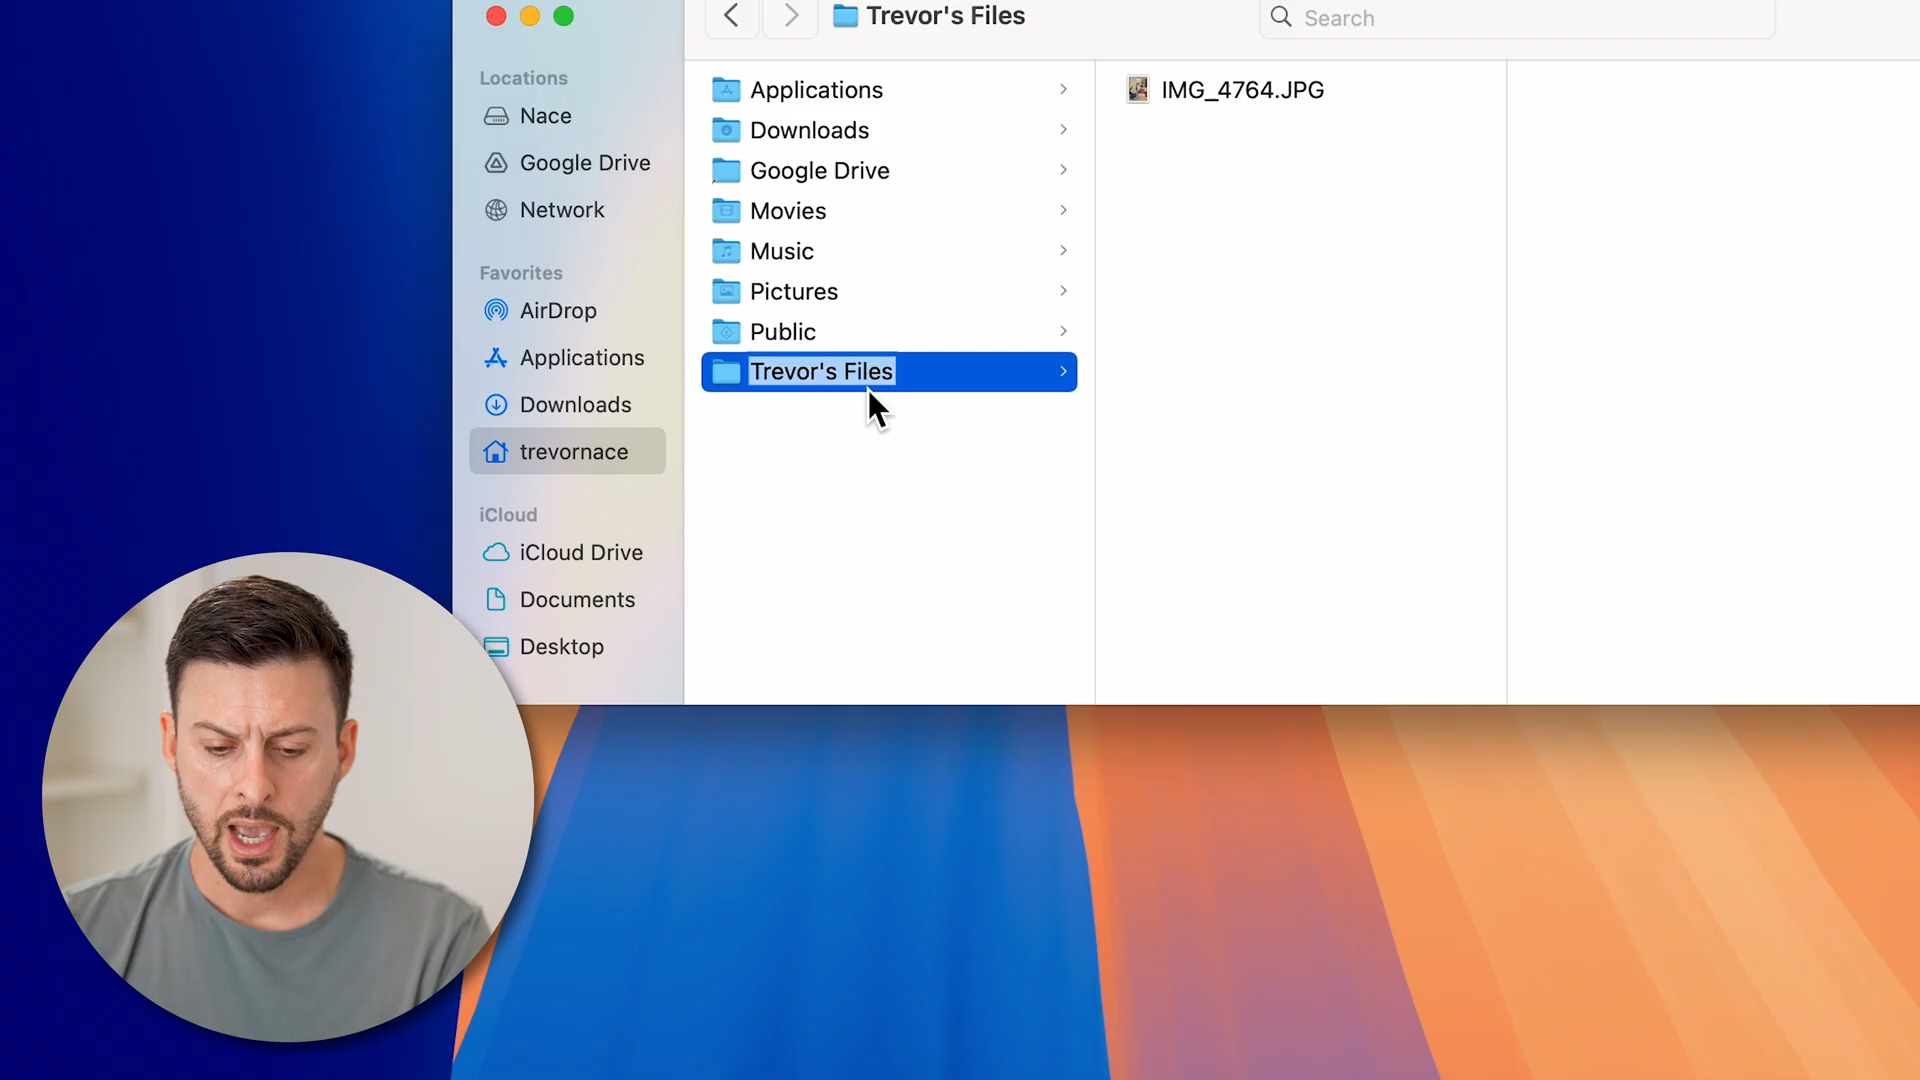 Trevor's Files
Search
Locations
Nace
Google Drive
Network
Favorites
AirDrop
Applications
Downloads
trevornace
iCloud
iCloud Drive
Documents
Desktop
Applications
Downloads
Google Drive
Movies
Music
Pictures
Public
Trevor's Files
IMG_4764.JPG